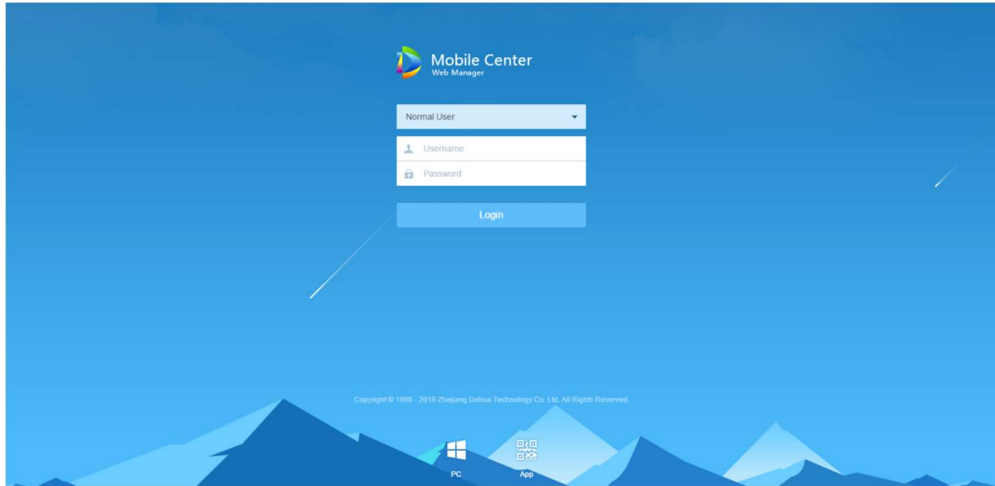 Mobile Center
Web Manager
Normal User
Username
Password
Login
Copyright © 1998 - 2019 Zhejiang Dahua Technology Co. Ltd. All Rights Reserved.
PC
App